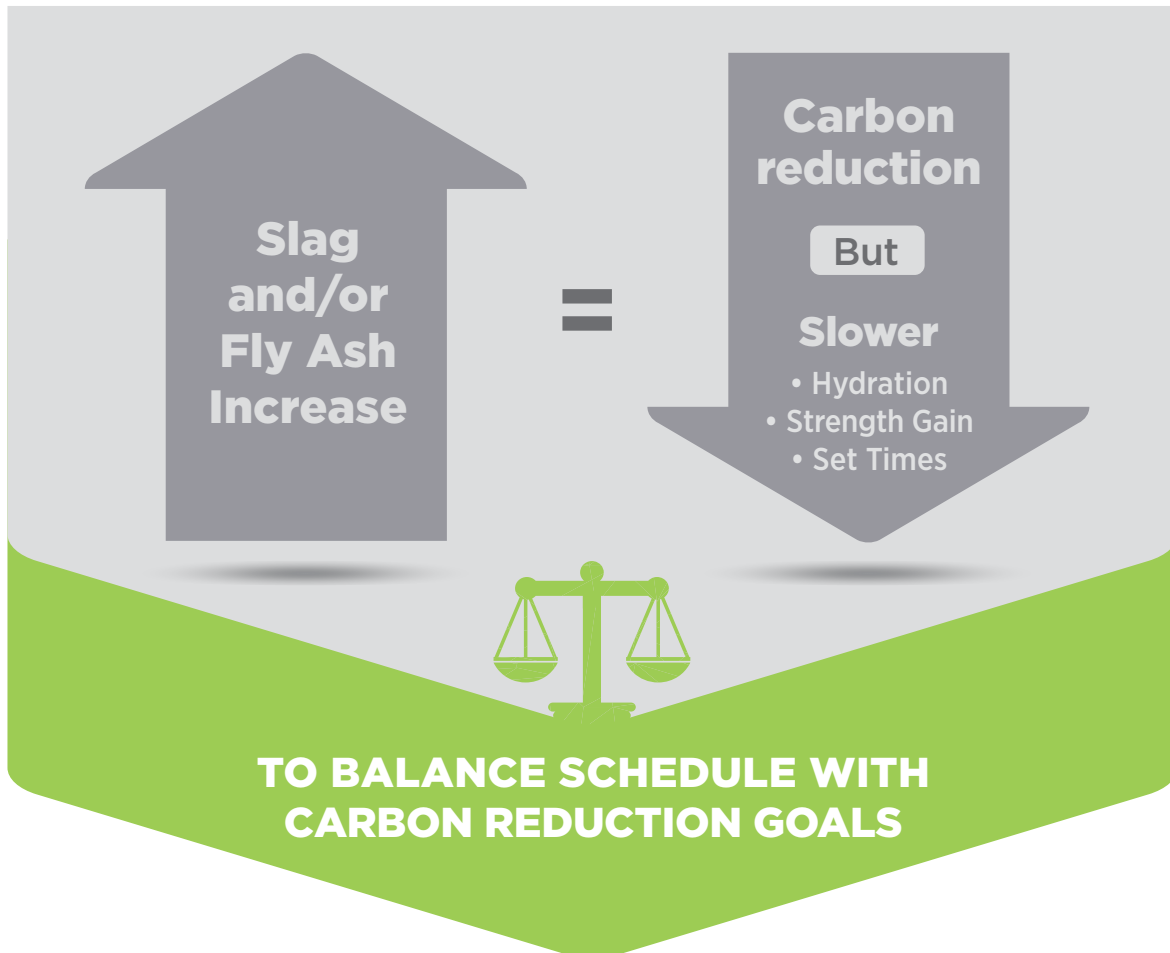 Slag
and/or
Fly Ash
Increase
=
Carbon
reduction
But
Slower
• Hydration
• Strength Gain
• Set Times
TO BALANCE SCHEDULE WITH
CARBON REDUCTION GOALS